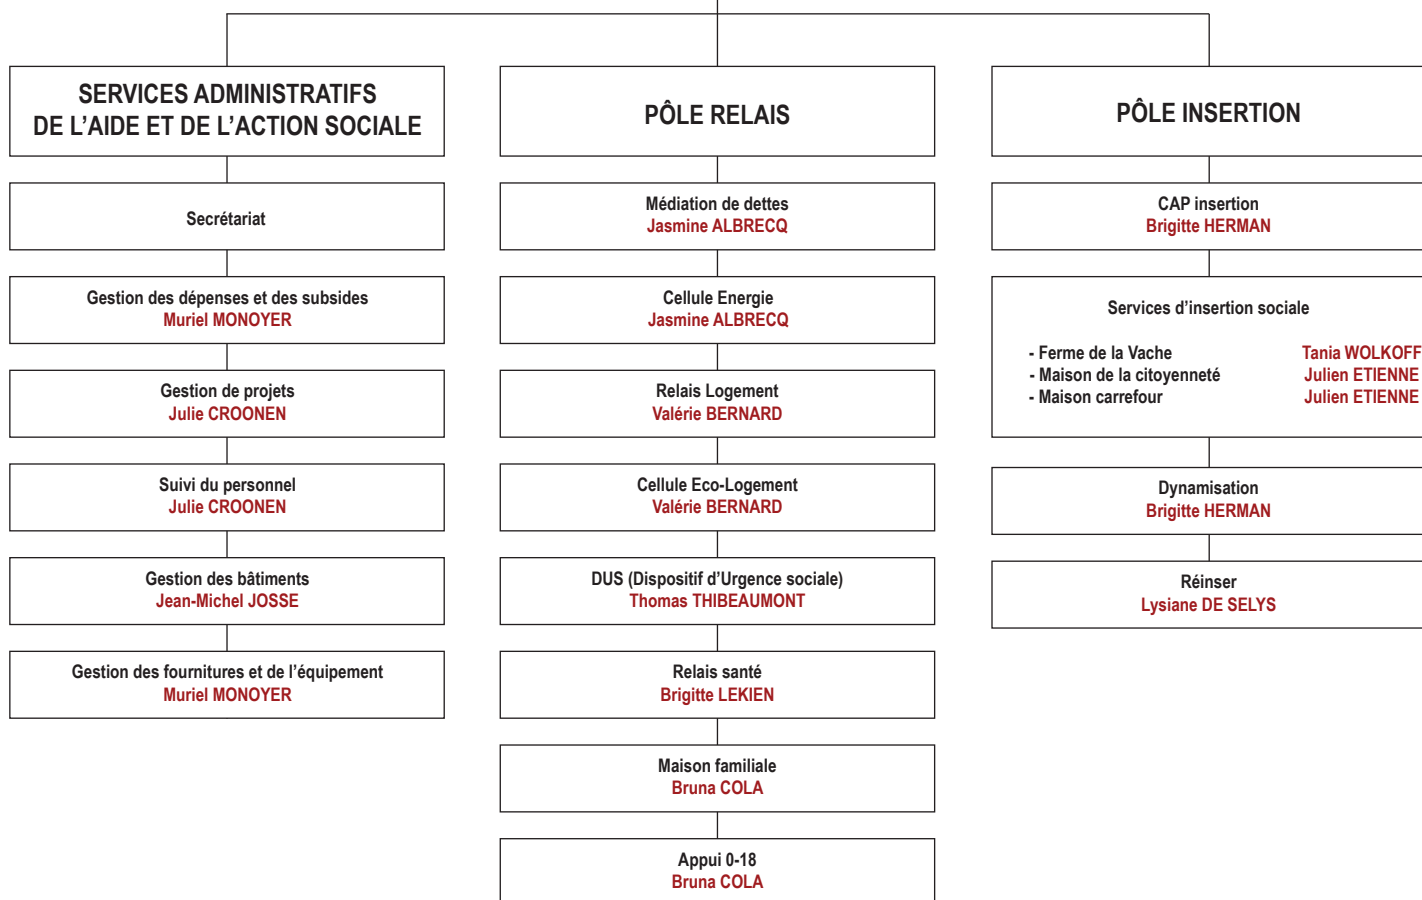 SERVICES ADMINISTRATIFS
DE L’AIDE ET DE L’ACTION SOCIALE
Secrétariat
Gestion des dépenses et des subsides
Muriel MONOYER
Gestion de projets
Julie CROONEN
Suivi du personnel
Julie CROONEN
Gestion des bâtiments
Jean-Michel JOSSE
Gestion des fournitures et de l’équipement
Muriel MONOYER
PÔLE RELAIS
Médiation de dettes
Jasmine ALBRECQ
Cellule Energie
Jasmine ALBRECQ
Relais Logement
Valérie BERNARD
Cellule Eco-Logement
Valérie BERNARD
DUS (Dispositif d’Urgence sociale)
Thomas THIBEAUMONT
Relais santé
Brigitte LEKIEN
Maison familiale
Bruna COLA
Appui 0-18
Bruna COLA
PÔLE INSERTION
CAP insertion
Brigitte HERMAN
Services d’insertion sociale
- Ferme de la Vache Tania WOLKOFF
- Maison de la citoyenneté Julien ETIENNE
- Maison carrefour Julien ETIENNE
Dynamisation
Brigitte HERMAN
Réinser
Lysiane DE SELYS